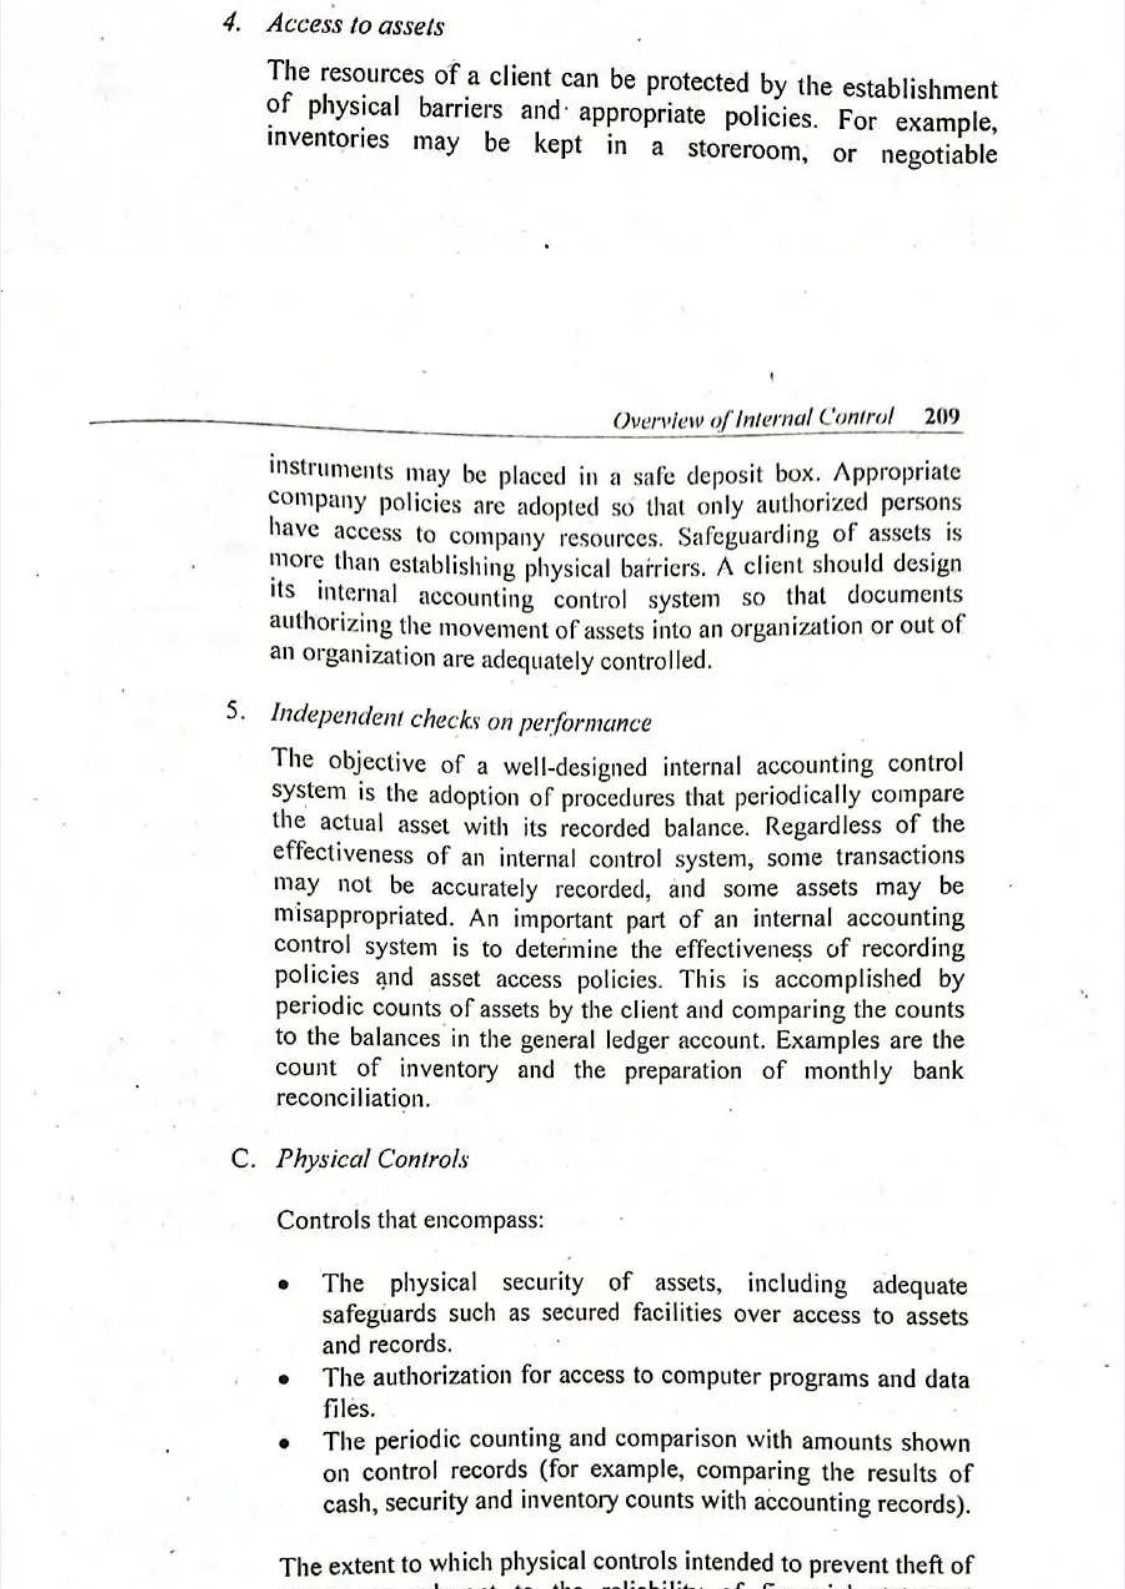 4. Access to assets
The resources of a client can be protected by the establishment
of physical barriers and appropriate policies. For example,
inventories may be kept in a storeroom, or negotiable
Overview of Internal Control 209
instruments may be placed in a safe deposit box. Appropriate
company policies are adopted so that only authorized persons
have access to company resources. Safeguarding of assets is
more than establishing physical barriers. A client should design
its internal accounting control system so that documents
authorizing the movement of assets into an organization or out of
an organization are adequately controlled.
5. Independent checks on performance
The objective of a well-designed internal accounting control
system is the adoption of procedures that periodically compare
the actual asset with its recorded balance. Regardless of the
effectiveness of an internal control system, some transactions
may not be accurately recorded, and some assets may be
misappropriated. An important part of an internal accounting
control system is to determine the effectiveness of recording
policies and asset access policies. This is accomplished by
periodic counts of assets by the client and comparing the counts
to the balances in the general ledger account. Examples are the
count of inventory and the preparation of monthly bank
reconciliation.
C. Physical Controls
Controls that encompass:
• The physical security of assets, including adequate
safeguards such as secured facilities over access to assets
and records.
• The authorization for access to computer programs and data
files.
• The periodic counting and comparison with amounts shown
on control records (for example, comparing the results of
cash, security and inventory counts with accounting records).
The extent to which physical controls intended to prevent theft of